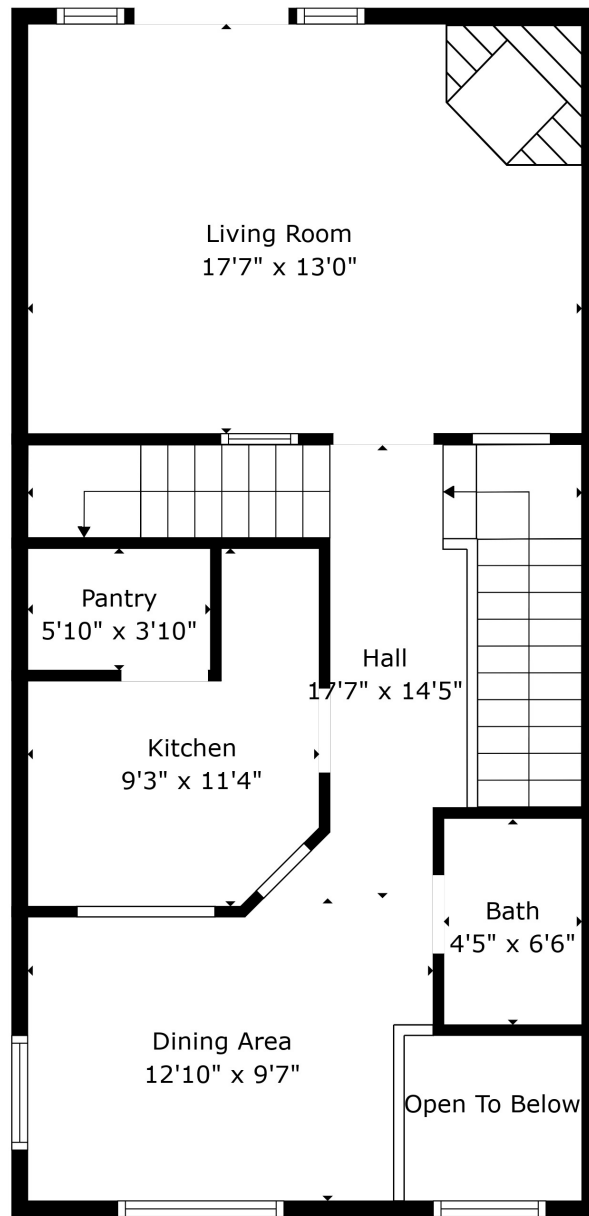 Living Room
17'7" x 13'0"
Pantry
5'10" x 3'10"
Hall
17'7" x 14'5"
Kitchen
9'3" x 11'4"
Bath
4'5" x 6'6"
Dining Area
12'10" x 9'7"
Open To Below